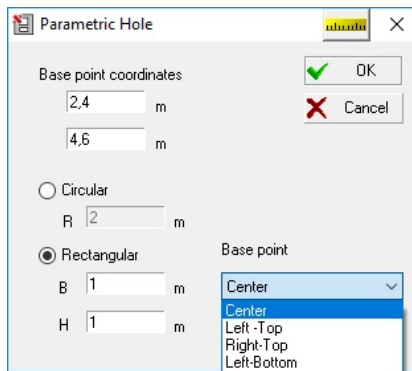 Parametric Hole
Base point coordinates
OK
2,4 m
Cancel
4,6 m
Circular
R 2 m
Rectangular
Base point
B 1 m
Center
H 1 m
Center
Left -Top
Right-Top
Left-Bottom